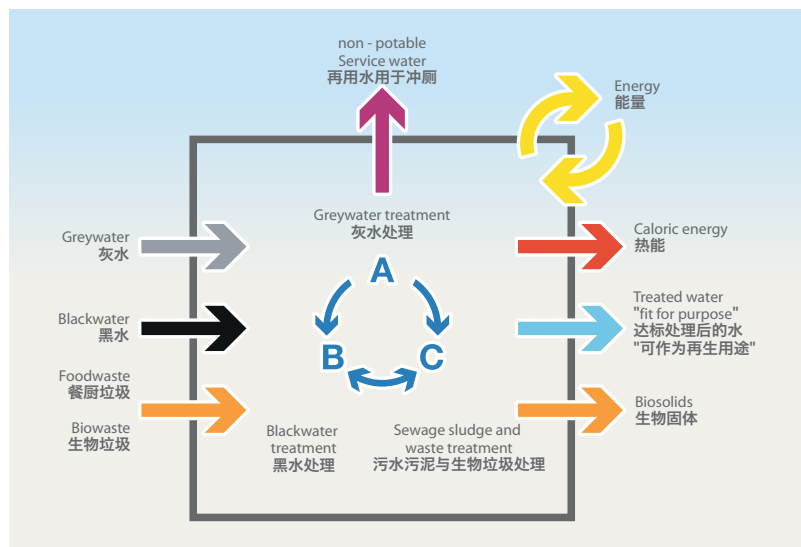 non - potable
Service water
再用水用于冲厕
Energy
能量
Greywater treatment
灰水处理
Greywater
灰水
Caloric energy
热能
A
Blackwater
黑水
Treated water
"fit for purpose"
达标处理后的水
"可作为再生用途"
B
C
Foodwaste
餐厨垃圾
Biowaste
生物垃圾
Biosolids
生物固体
Blackwater
treatment
黑水处理
Sewage sludge and
waste treatment
污水污泥与生物垃圾处理